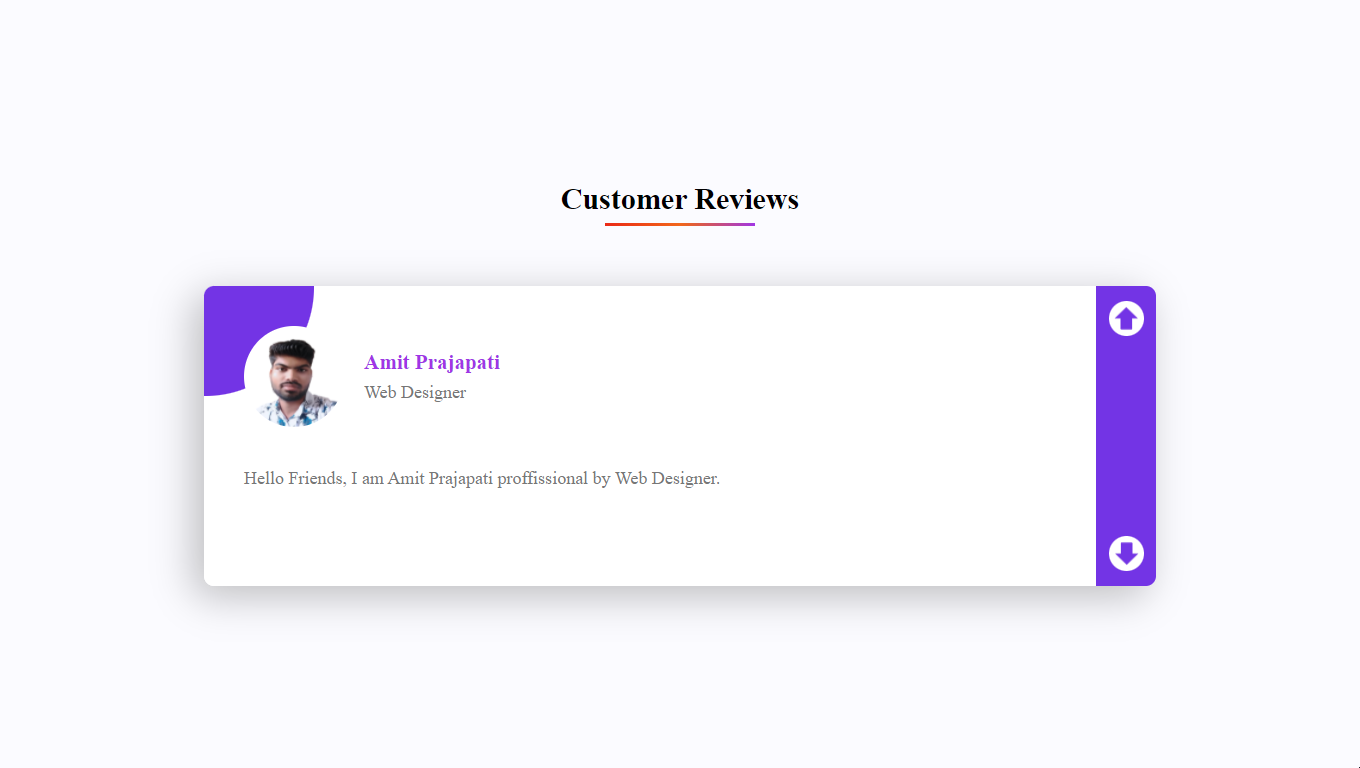 Customer Reviews
Amit Prajapati
Web Designer
Hello Friends, I am Amit Prajapati proffissional by Web Designer.